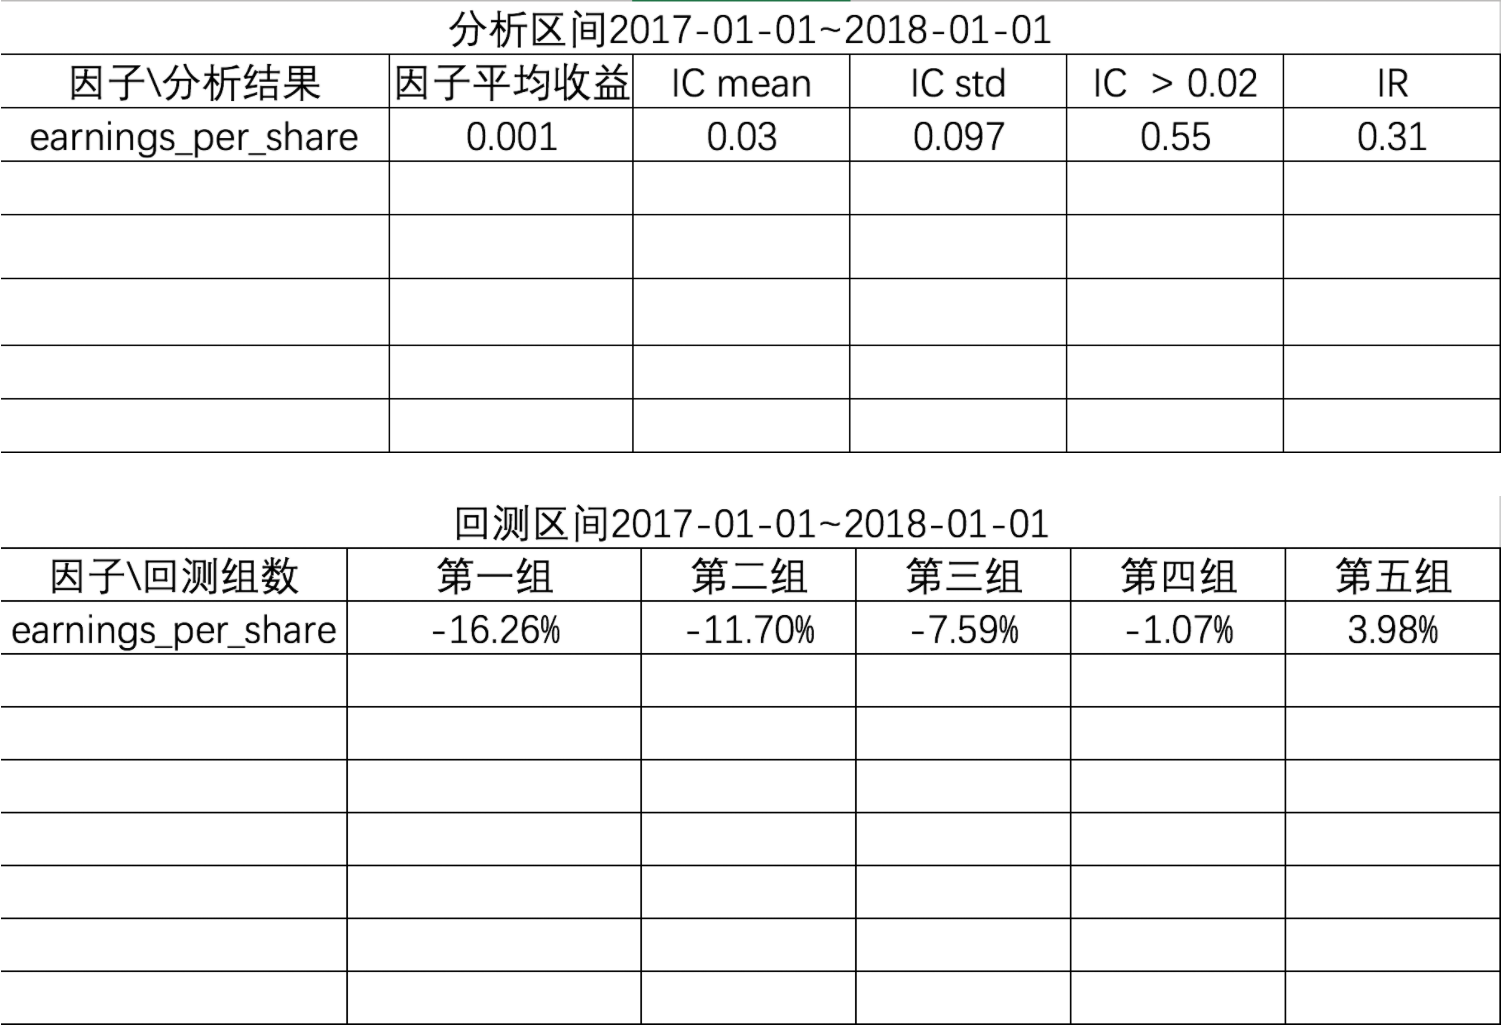 分析区间2017-01-01~2018-01-01
因子\分析结果 因子平均收益 IC mean IC std IC > 0.02 IR
earnings_per_share 0.001 0.03 0.097 0.55 0.31
回测区间2017-01-01~2018-01-01
因子\回测组数 第一组 第二组 第三组 第四组 第五组
earnings_per_share -16.26% -11.70% -7.59% -1.07% 3.98%